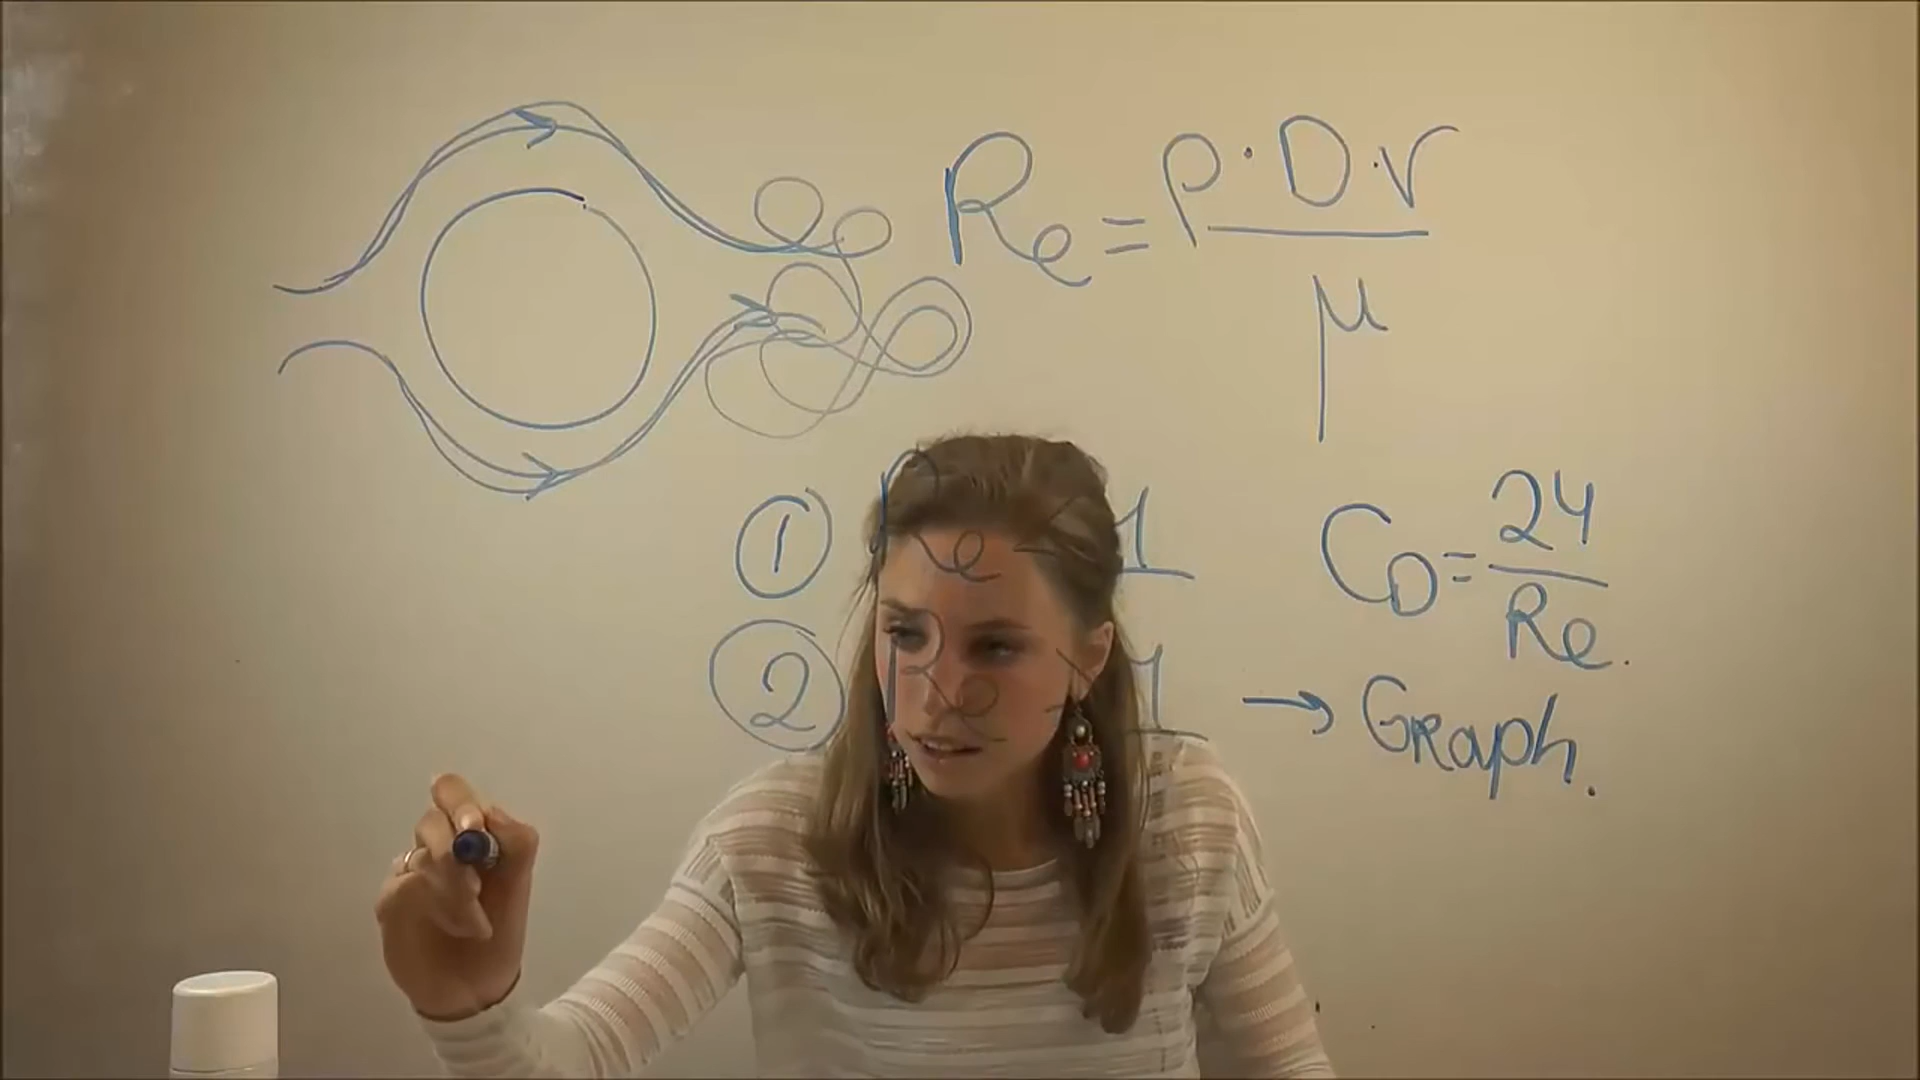 Re = ρ · D · v / μ
① Re < 1
C_D = 24 / Re.
② Re > 1 → Graph.